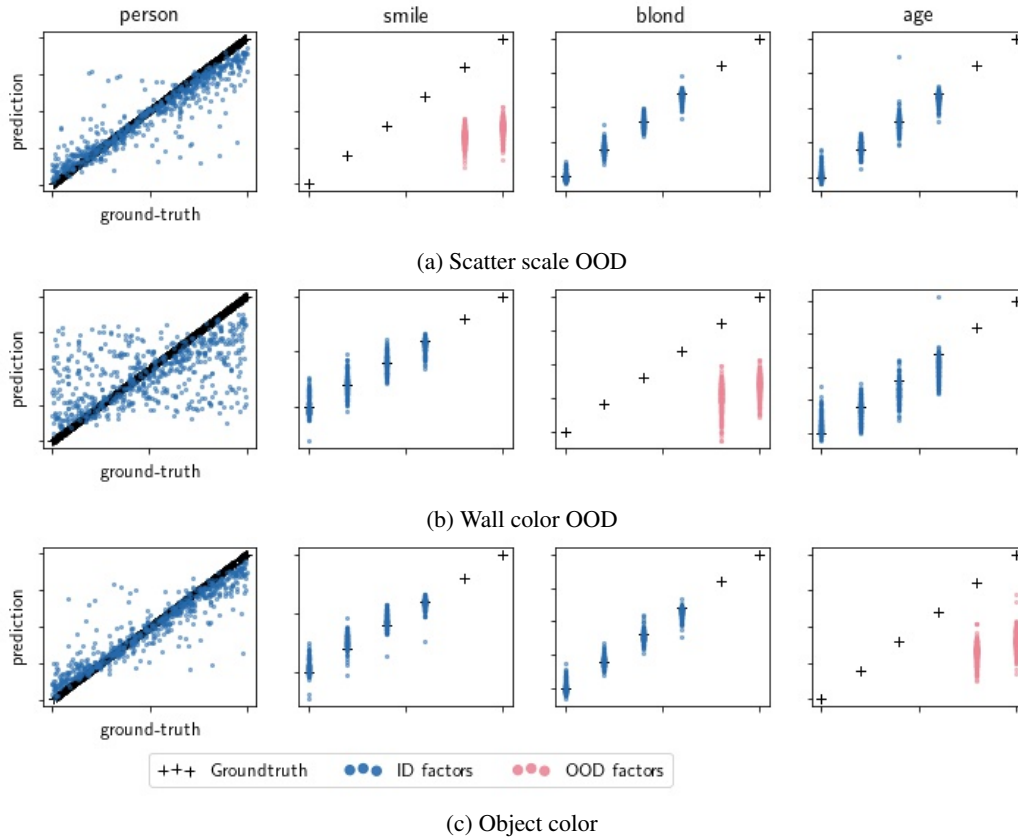 person smile blond age
prediction
ground-truth
(a) Scatter scale OOD
prediction
ground-truth
(b) Wall color OOD
prediction
ground-truth
Groundtruth ID factors OOD factors
(c) Object color